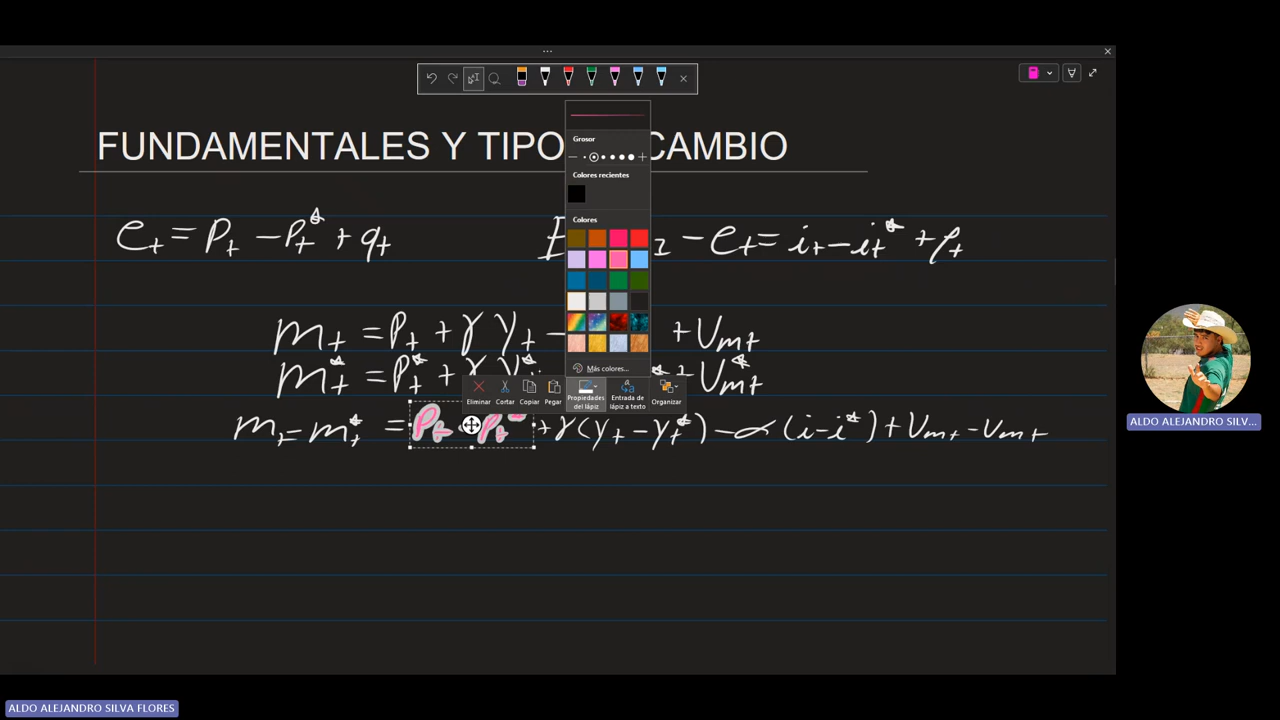 FUNDAMENTALES Y TIPO CAMBIO
Grosor
Colores recientes
Colores
Más colores...
Eliminar Cortar Copiar Pegar Propiedades del lápiz Entrada de lápiz a texto Organizar
e_t = P_t - P_t* + q_t
- e_t = i_t - i_t* + ρ_t
m_t = P_t + γ y_t - + U_mt
m_t* = P_t* + γ y_t* + U_mt*
m_t - m_t* = P_t - P_t* + γ(y_t - y_t*) - α(i - i*) + U_mt - U_mt
ALDO ALEJANDRO SILV...
ALDO ALEJANDRO SILVA FLORES